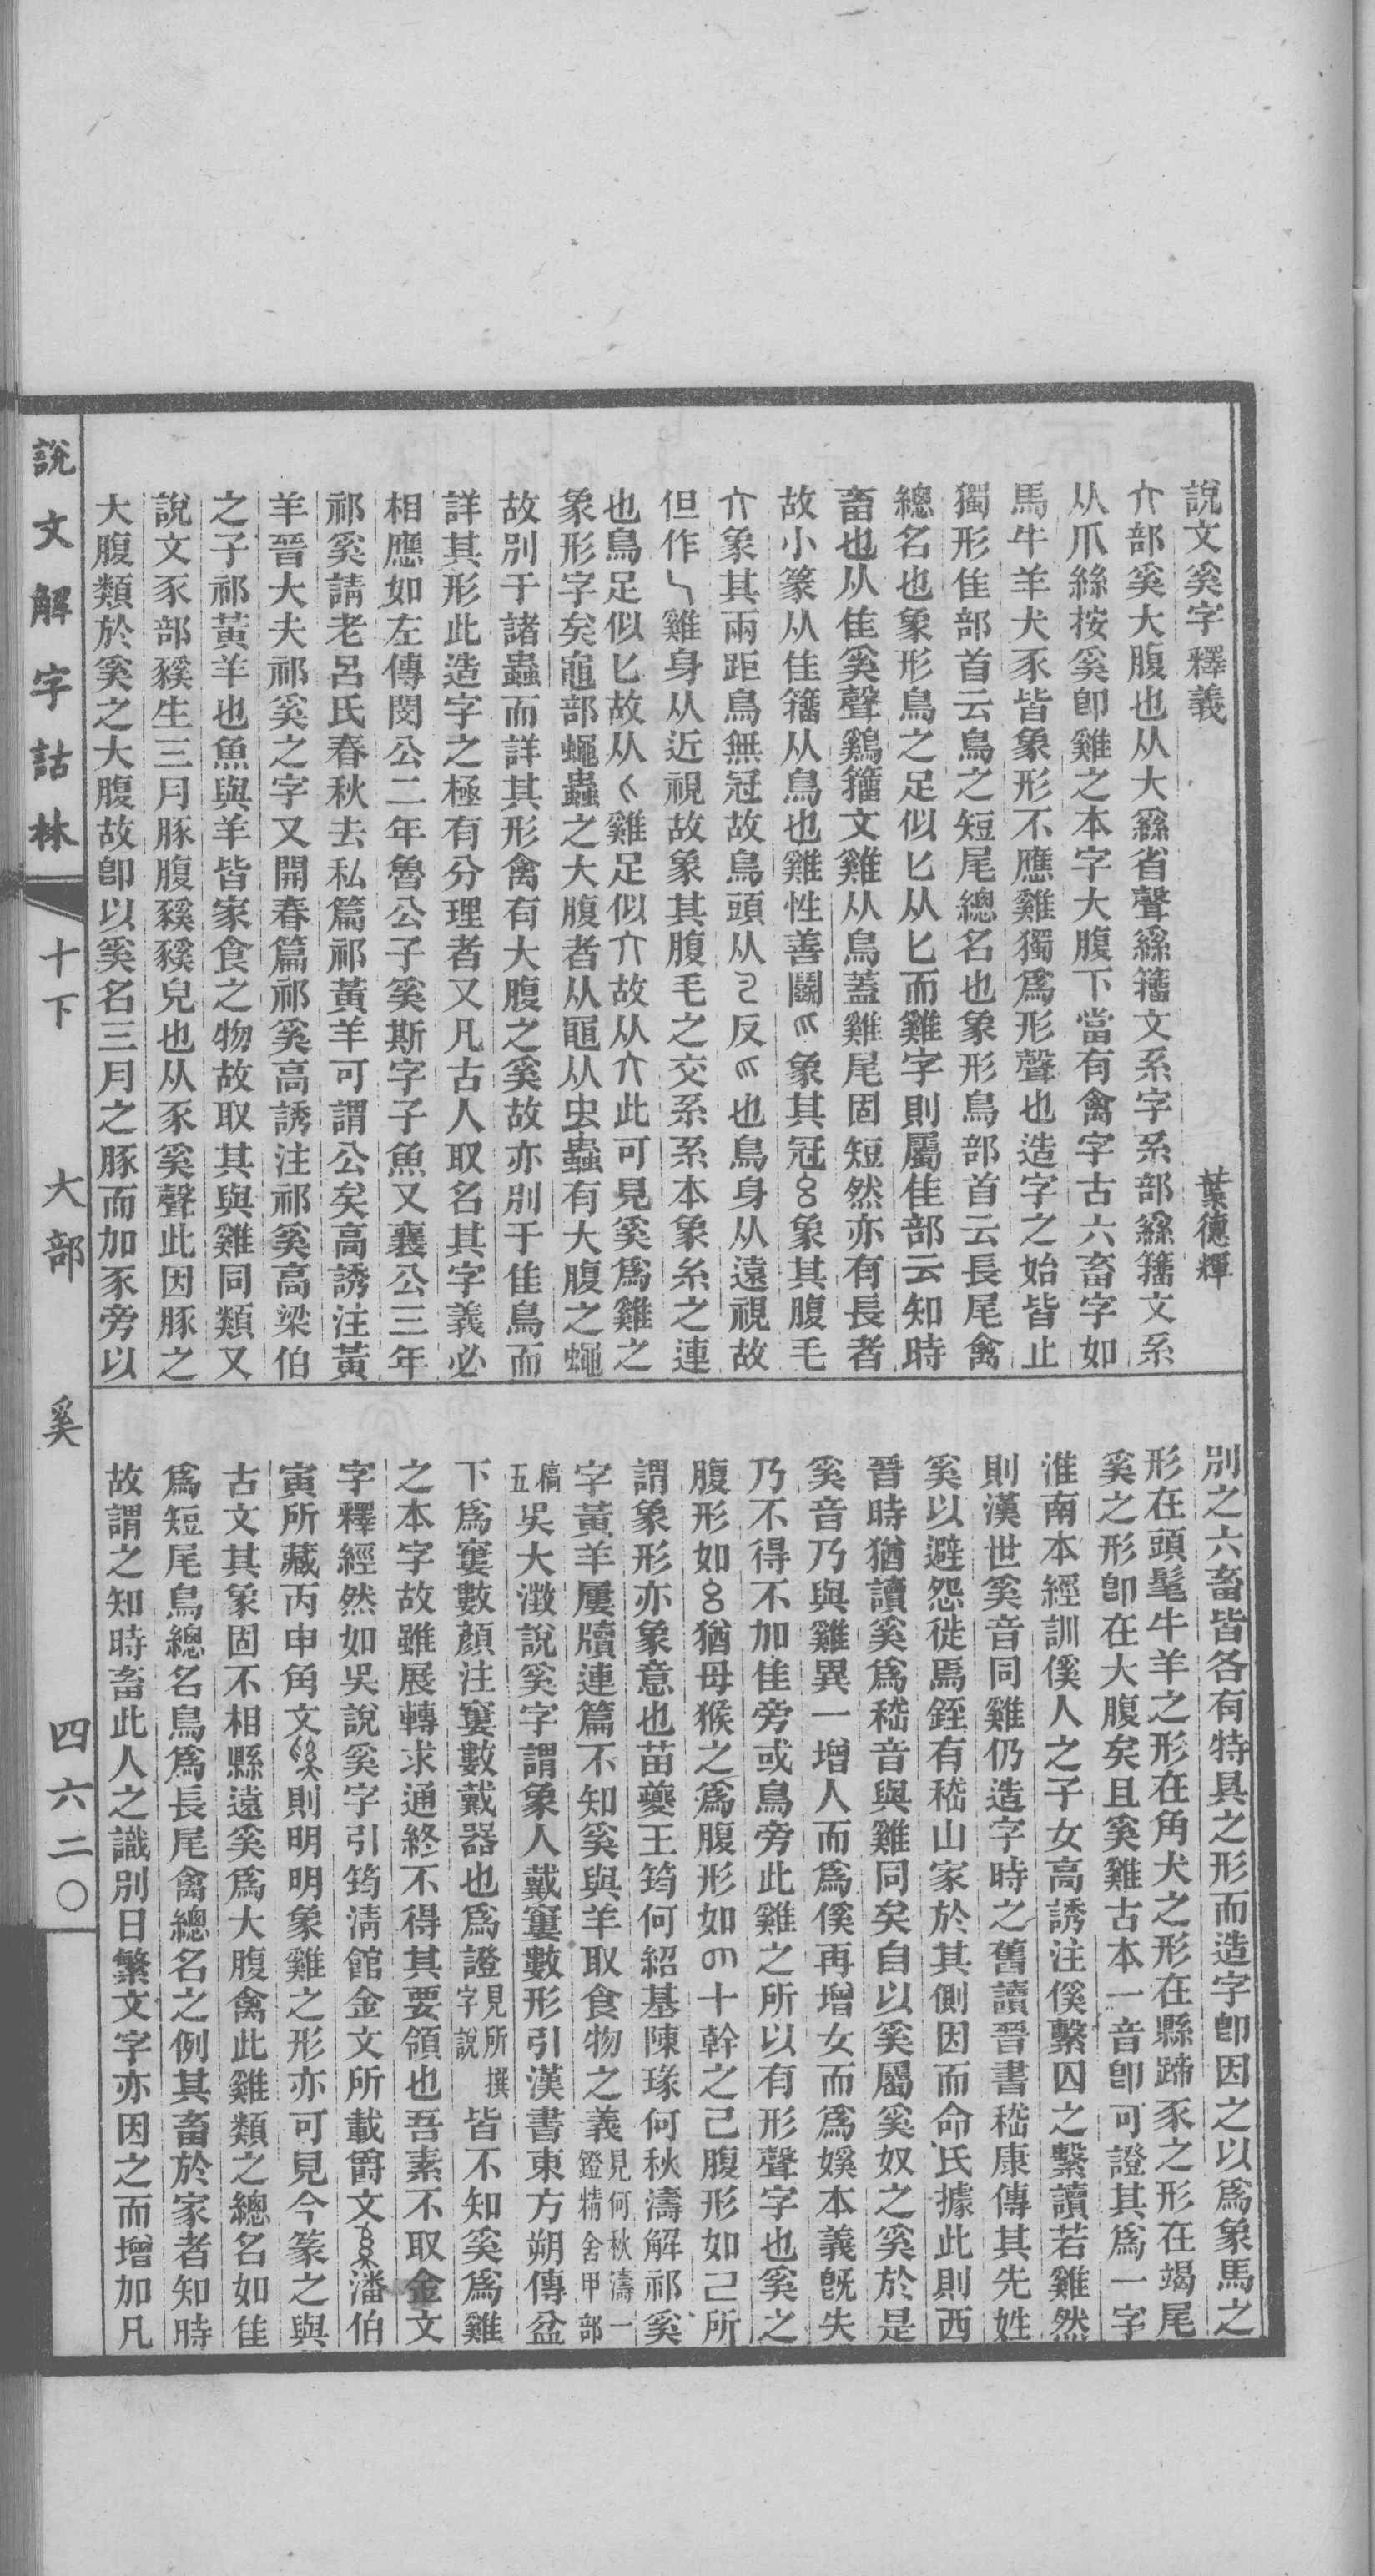 說文奚字釋義
葉德輝
亣部奚大腹也从大𦃟省聲𦃟籒文系字系部𦃟籒文系
从爪絲按奚卽雞之本字大腹下當有禽字古六畜字如
馬牛羊犬豕皆象形不應雞獨爲形聲也造字之始皆止
獨形隹部首云鳥之短尾總名也象形鳥部首云長尾禽
總名也象形鳥之足似匕从匕而雞字則屬隹部云知時
畜也从隹奚聲鷄籒文雞从鳥蓋雞尾固短然亦有長者
故小篆从隹籒从鳥也雞性善鬬爫象其冠象其腹毛
亣象其兩距鳥無冠故鳥頭从反爫也鳥身从遠視故
但作雞身从近視故象其腹毛之交系系本象糸之連
也鳥足似匕故从雞足似亣故从亣此可見奚爲雞之
象形字矣黽部蠅蟲之大腹者从黽从虫蟲有大腹之蠅
故別于諸蟲而詳其形禽有大腹之奚故亦別于隹鳥而
詳其形此造字之極有分理者又凡古人取名其字義必
相應如左傳閔公二年魯公子奚斯字子魚又襄公三年
祁奚請老呂氏春秋去私篇祁黃羊可謂公矣高誘注黃
羊晉大夫祁奚之字又開春篇祁奚高誘注祁奚高梁伯
之子祁黃羊也魚與羊皆家食之物故取其與雞同類又
說文豕部豯生三月豚腹豯豯皃也从豕奚聲此因豚之
大腹類於奚之大腹故卽以奚名三月之豚而加豕旁以
別之六畜皆各有特具之形而造字卽因之以爲象馬之
形在頭髦牛羊之形在角犬之形在縣蹏豕之形在竭尾
奚之形卽在大腹矣且奚雞古本一音卽可證其爲一字
淮南本經訓傒人之子女高誘注傒繫囚之繫讀若雞然
則漢世奚音同雞仍造字時之舊讀晉書嵇康傳其先姓
奚以避怨徙焉銍有嵇山家於其側因而命氏據此則西
晉時猶讀奚爲嵇音與雞同矣自以奚屬奚奴之奚於是
奚音乃與雞異一增人而爲傒再增女而爲嫨本義旣失
乃不得不加隹旁或鳥旁此雞之所以有形聲字也奚之
腹形如猶母猴之爲腹形如十幹之己腹形如己所
謂象形亦象意也苗夔王筠何紹基陳瑑何秋濤解祁奚
字黃羊屢牘連篇不知奚與羊取食物之義見何秋濤一鐙精舍甲部
稿五吳大澂說奚字謂象人戴窶數形引漢書東方朔傳盆
下爲窶數顏注窶數戴器也爲證見所撰字說皆不知奚爲雞
之本字故雖展轉求通終不得其要領也吾素不取金文
字釋經然如吳說奚字引筠淸館金文所載爵文潘伯
寅所藏丙申角文則明明象雞之形亦可見今篆之與
古文其象固不相縣遠奚爲大腹禽此雞類之總名如隹
爲短尾鳥總名鳥爲長尾禽總名之例其畜於家者知時
故謂之知時畜此人之識別日繁文字亦因之而增加凡
說文解字詁林
十下
大部
奚
四六二〇